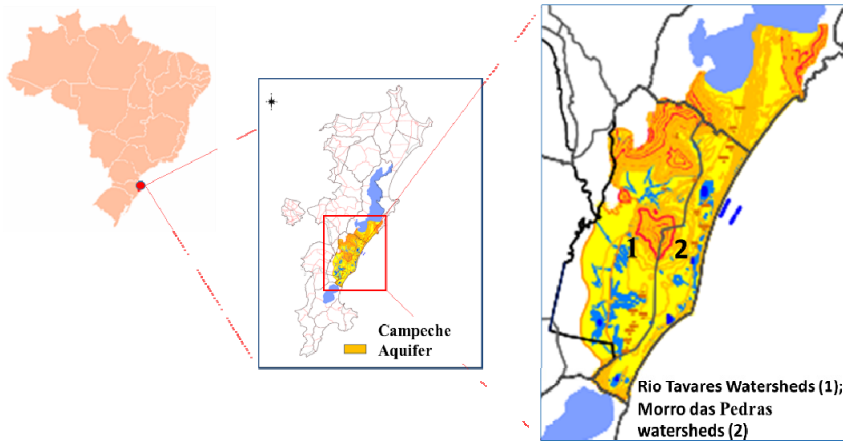 Campeche
Aquifer
1
2
Rio Tavares Watersheds (1);
Morro das Pedras
watersheds (2)